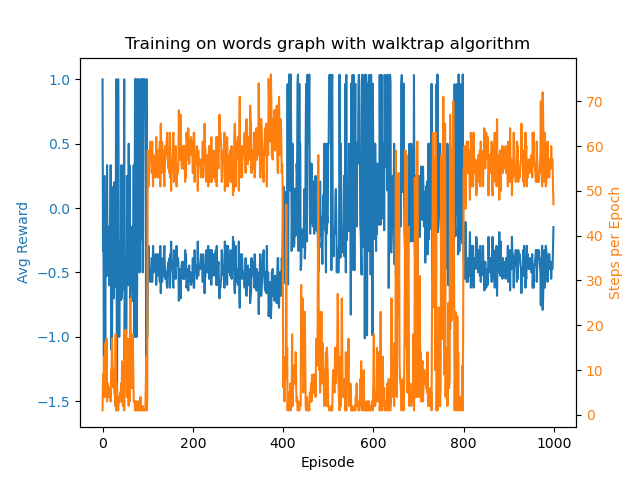 Training on words graph with walktrap algorithm
1.0
0.5
0.0
−0.5
−1.0
−1.5
Avg Reward
70
60
50
40
30
20
10
0
Steps per Epoch
0 200 400 600 800 1000
Episode